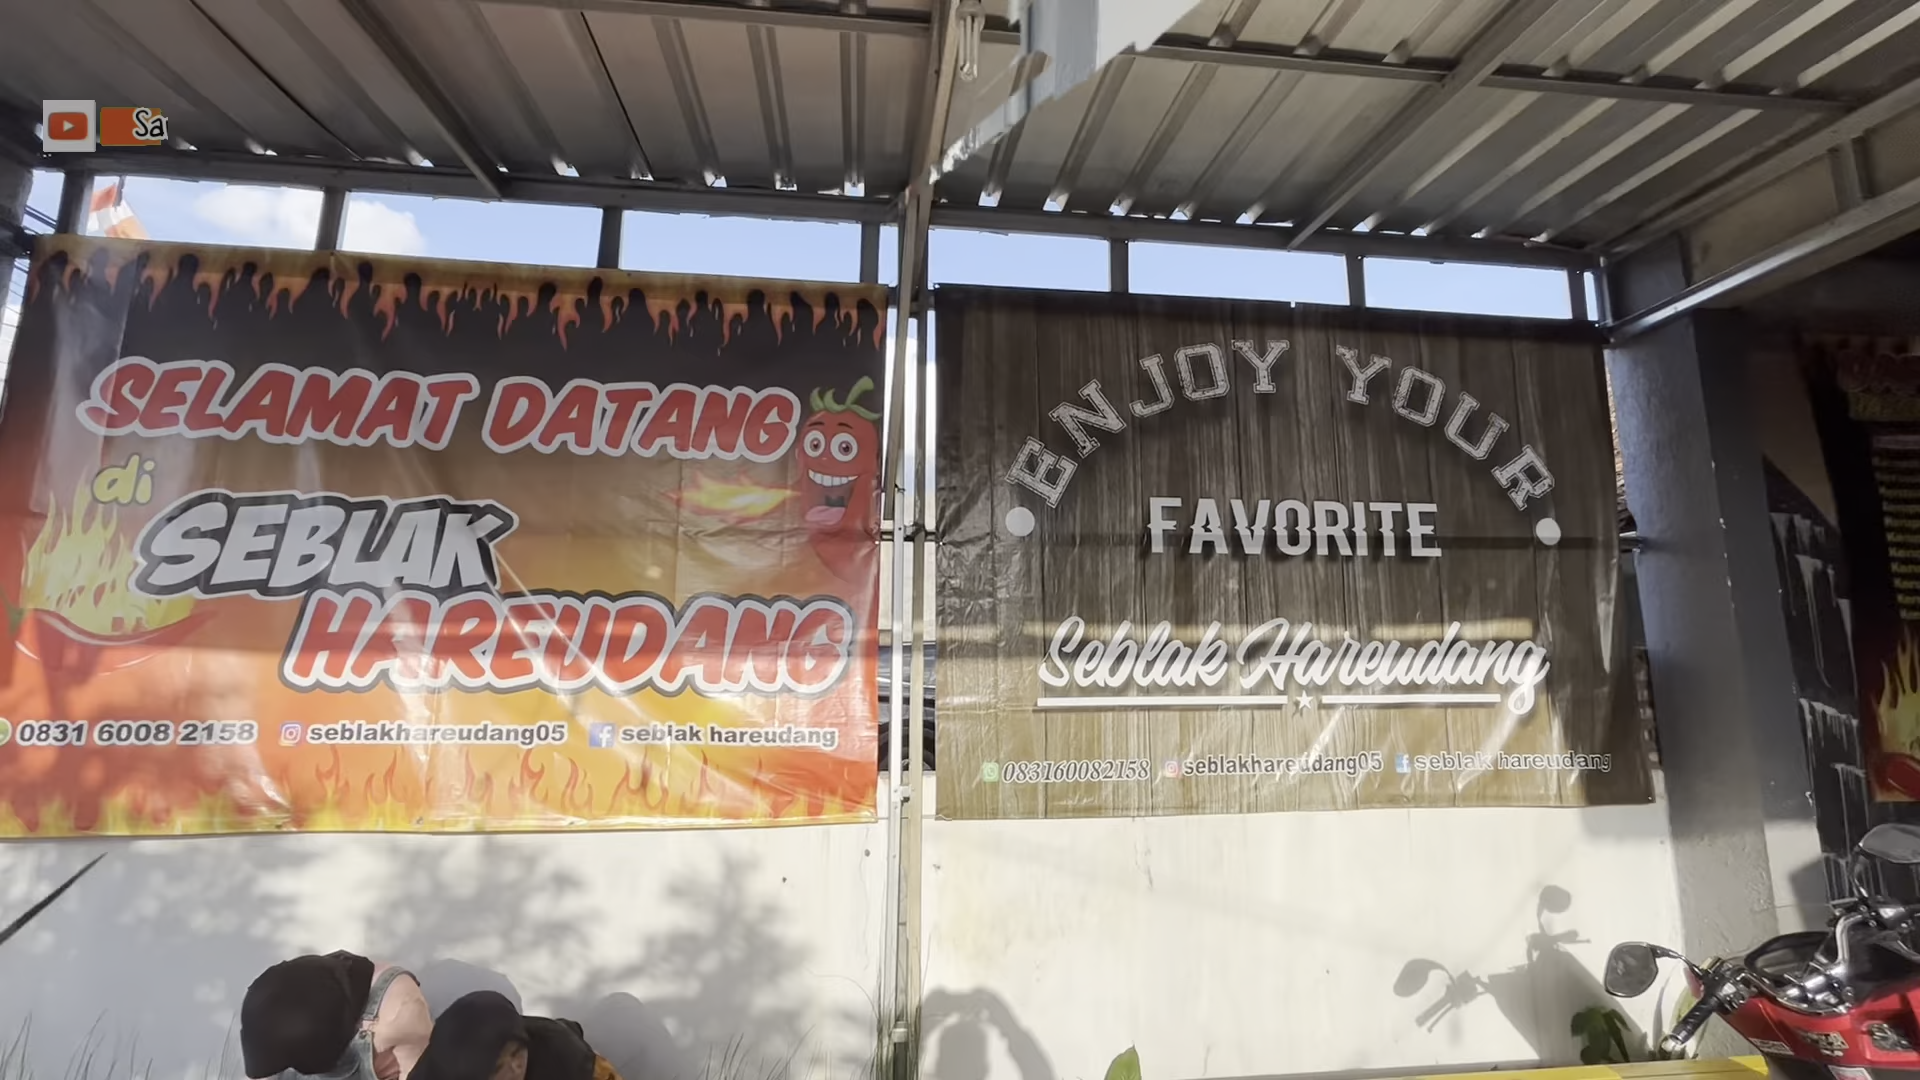 Sa
SELAMAT DATANG
di
SEBLAK
HAREUDANG
0831 6008 2158 seblakhareudang05 seblak hareudang
ENJOY YOUR
FAVORITE
Seblak Hareudang
083160082158 seblakhareudang05 seblak hareudang